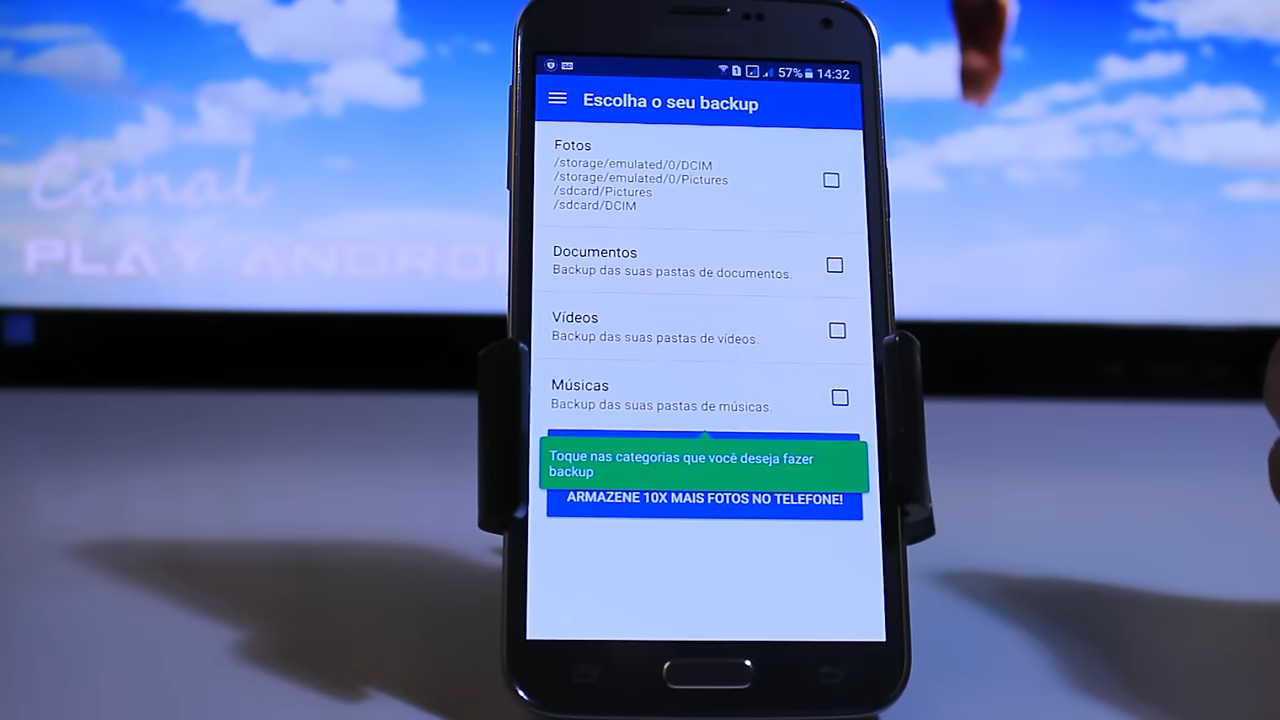 Canal
PLAY ANDROI
57% 14:32
Escolha o seu backup
Fotos
/storage/emulated/0/DCIM
/storage/emulated/0/Pictures
/sdcard/Pictures
/sdcard/DCIM
Documentos
Backup das suas pastas de documentos.
Vídeos
Backup das suas pastas de vídeos.
Músicas
Backup das suas pastas de músicas.
Toque nas categorias que você deseja fazer
backup
ARMAZENE 10X MAIS FOTOS NO TELEFONE!